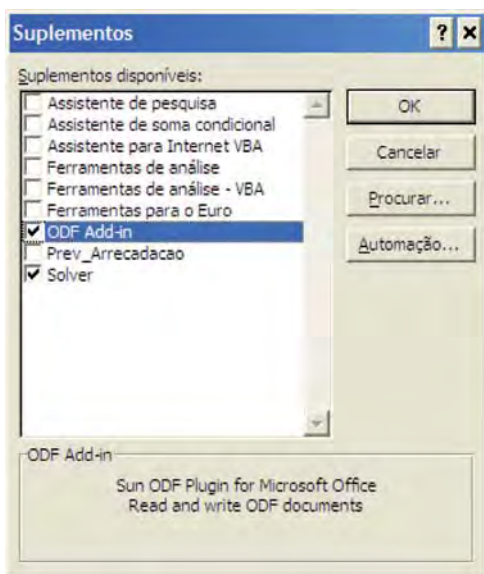 Suplementos
Suplementos disponíveis:
Assistente de pesquisa
Assistente de soma condicional
Assistente para Internet VBA
Ferramentas de análise
Ferramentas de análise - VBA
Ferramentas para o Euro
ODF Add-in
Prev_Arrecadacao
Solver
OK
Cancelar
Procurar...
Automação...
ODF Add-in
Sun ODF Plugin for Microsoft Office
Read and write ODF documents